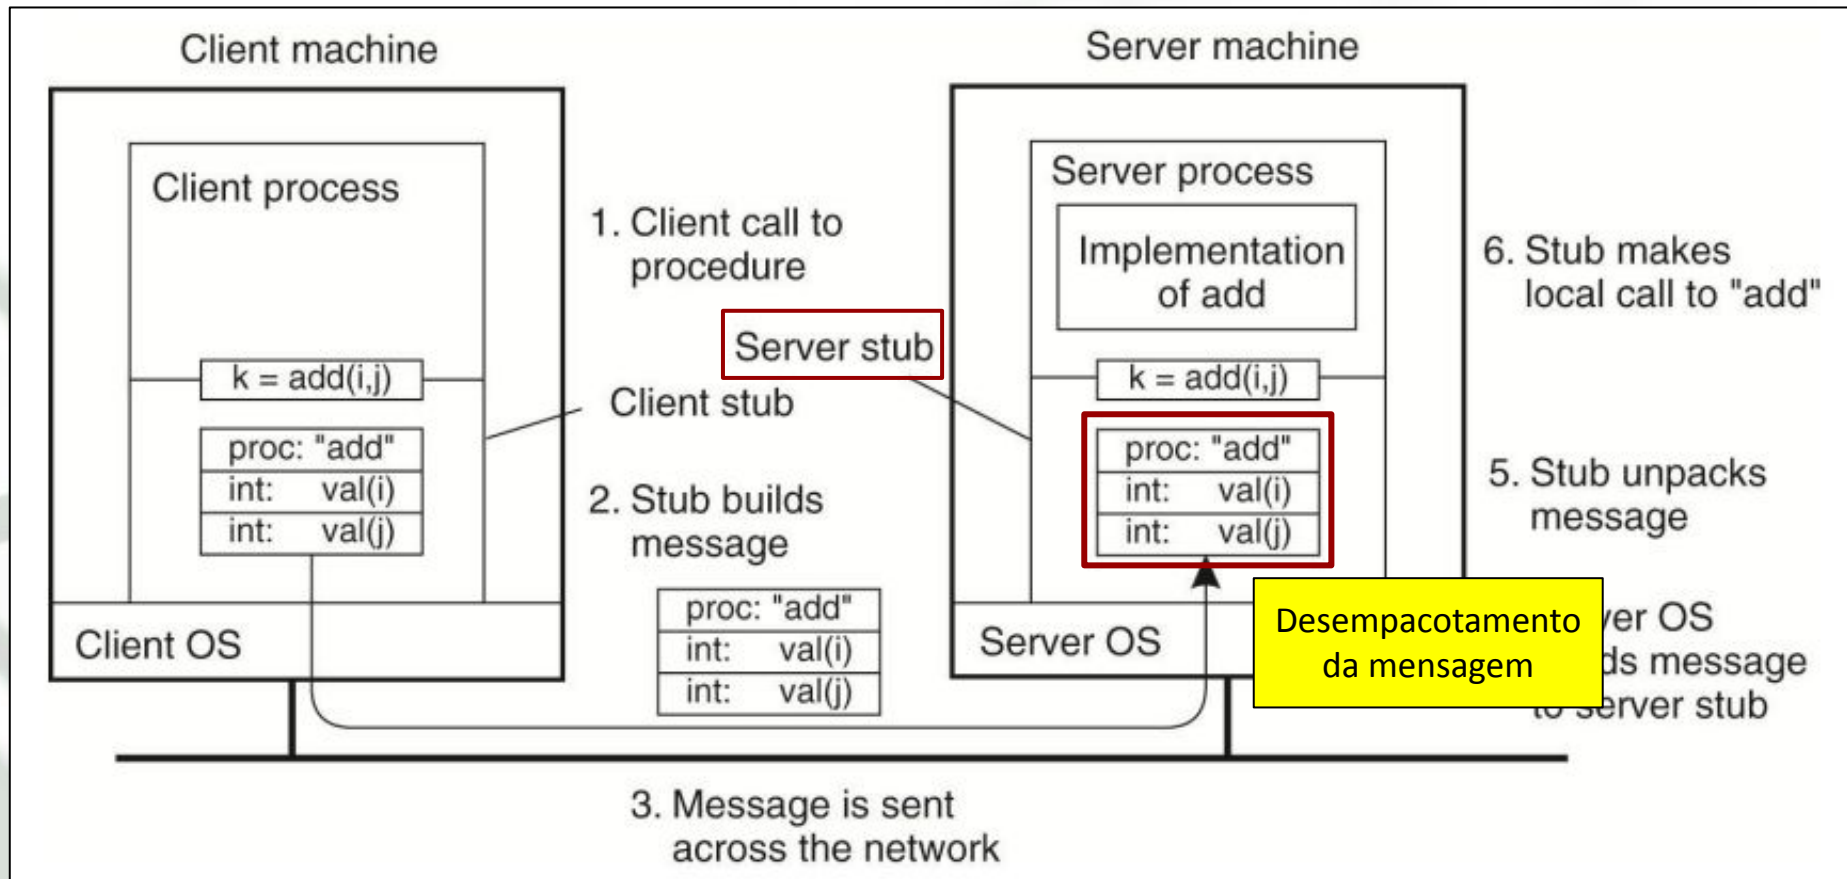 Client machine
Client process
k = add(i,j)
proc: "add"
int: val(i)
int: val(j)
Client OS
1. Client call to
procedure
Server stub
Client stub
2. Stub builds
message
proc: "add"
int: val(i)
int: val(j)
3. Message is sent
across the network
Server machine
Server process
Implementation
of add
k = add(i,j)
proc: "add"
int: val(i)
int: val(j)
Server OS
6. Stub makes
local call to "add"
5. Stub unpacks
message
Desempacotamento
da mensagem
OS
message
server stub